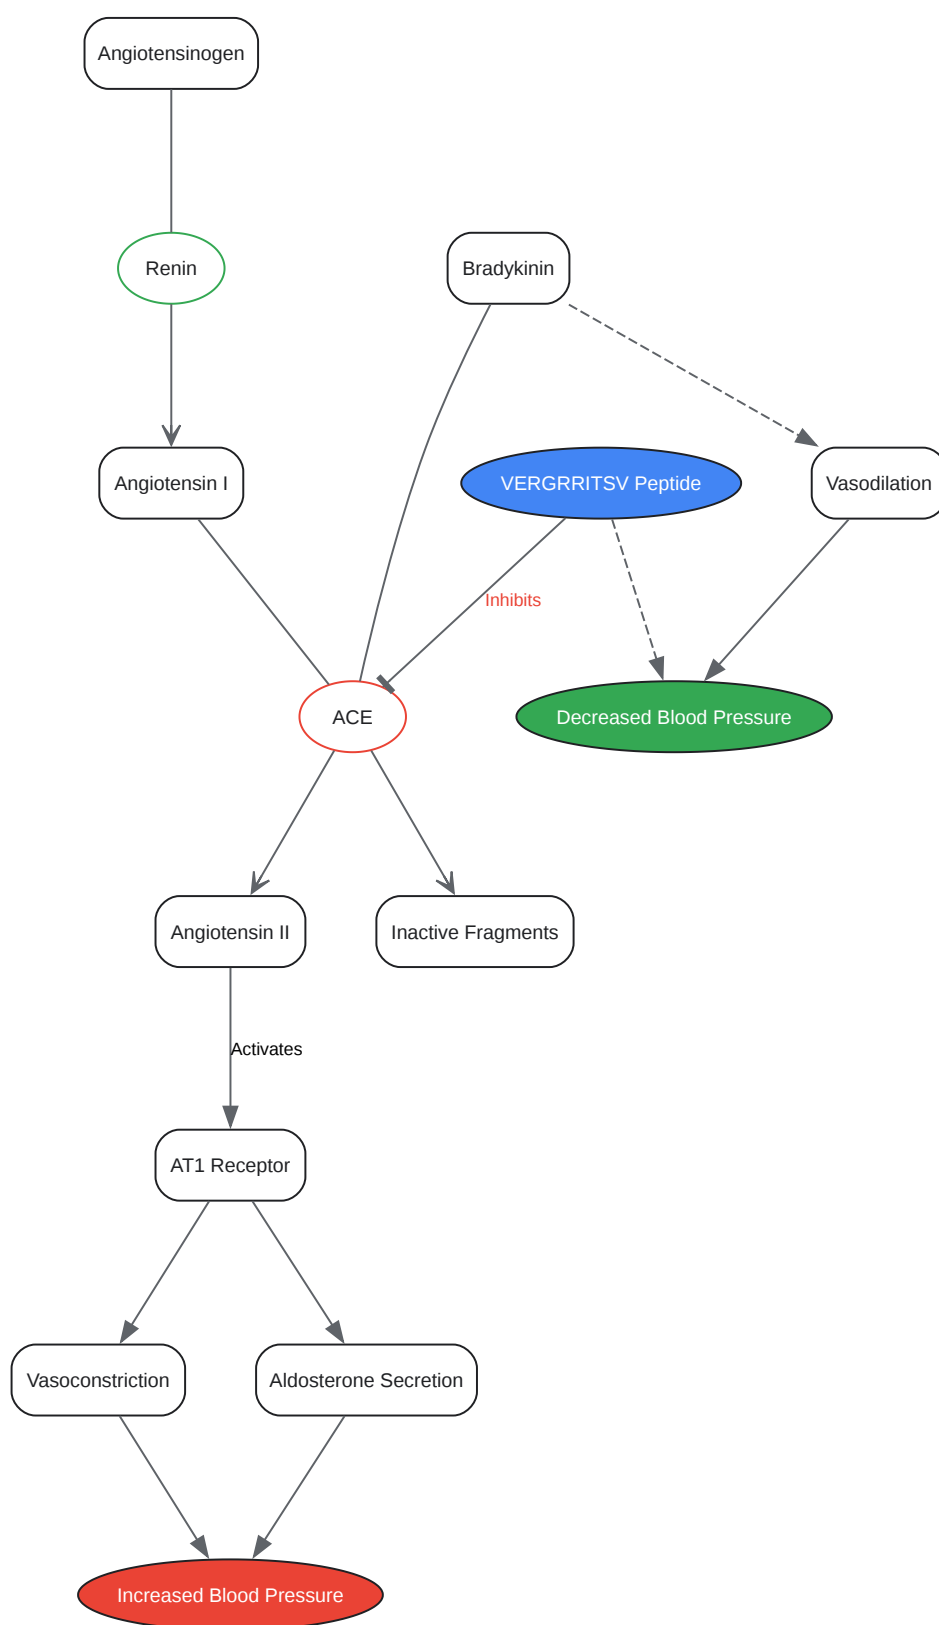 Angiotensinogen
Renin
Bradykinin
Angiotensin I
VERGRRITSV Peptide
Vasodilation
Inhibits
ACE
Decreased Blood Pressure
Angiotensin II
Inactive Fragments
Activates
AT1 Receptor
Vasoconstriction
Aldosterone Secretion
Increased Blood Pressure